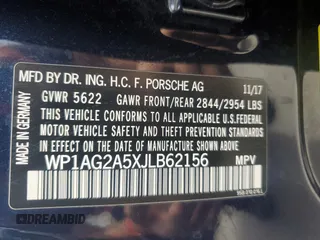 MFD BY DR. ING. H.C. F. PORSCHE AG 11/17
GVWR 5622 GAWR FRONT/REAR 2844/2954 LBS
THIS VEHICLE CONFORMS TO ALL APPLICABLE
FEDERAL MOTOR VEHICLE SAFETY, BUMPER,
AND THEFT PREVENTION STANDARDS IN
EFFECT ON THE DATE OF MANUFACTURE
SHOWN ABOVE.
WP1AG2A5XJLB62156 MPV
MADE IN GERMANY
DREAMBID